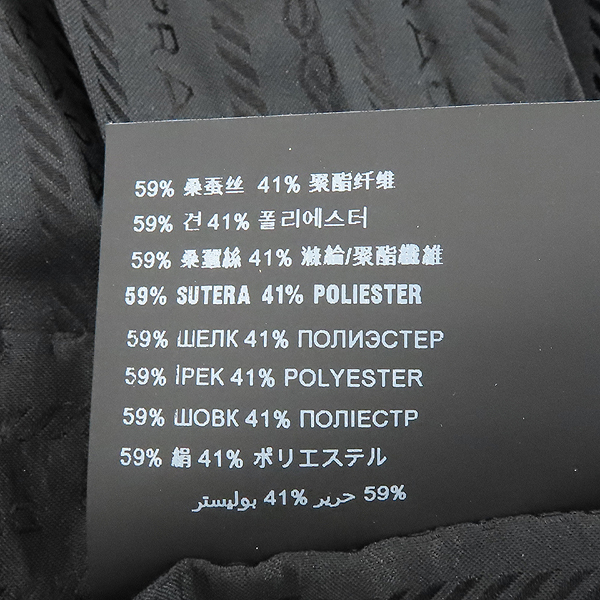 PRA
RA
59% 桑蚕丝 41% 聚酯纤维
59% 견 41% 폴리에스터
59% 桑蠶絲 41% 滌綸/聚酯纖維
59% SUTERA 41% POLIESTER
59% ШЕЛК 41% ПОЛИЭСТЕР
59% İPEK 41% POLYESTER
59% ШОВК 41% ПОЛІЕСТР
59% 絹 41% ポリエステル
59% حرير 41% بوليستر